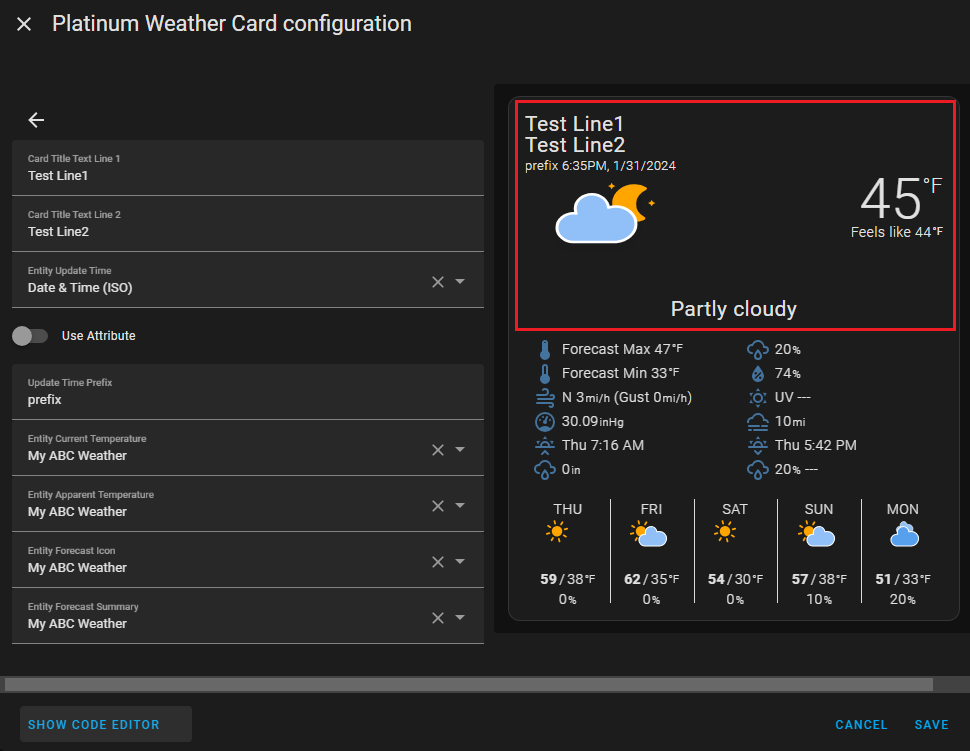 Platinum Weather Card configuration
Card Title Text Line 1
Test Line1
Card Title Text Line 2
Test Line2
Entity Update Time
Date & Time (ISO)
Use Attribute
Update Time Prefix
prefix
Entity Current Temperature
My ABC Weather
Entity Apparent Temperature
My ABC Weather
Entity Forecast Icon
My ABC Weather
Entity Forecast Summary
My ABC Weather
Test Line1
Test Line2
prefix 6:35PM, 1/31/2024
45°F
Feels like 44°F
Partly cloudy
Forecast Max 47°F
20%
Forecast Min 33°F
74%
N 3mi/h (Gust 0mi/h)
UV ---
30.09inHg
10mi
Thu 7:16 AM
Thu 5:42 PM
0in
20% ---
THU FRI SAT SUN MON
59/38°F 62/35°F 54/30°F 57/38°F 51/33°F
0% 0% 0% 10% 20%
SHOW CODE EDITOR
CANCEL SAVE